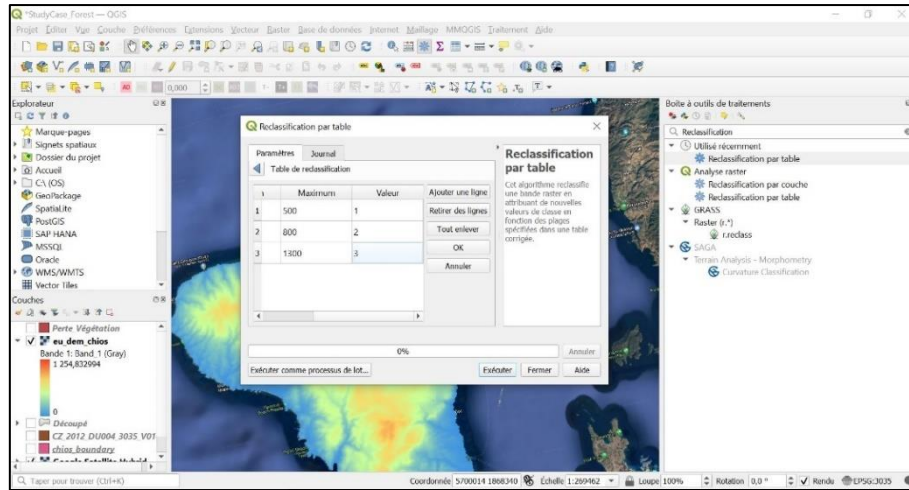 *StudyCase_Forest — QGIS
Projet Éditer Vue Couche Préférences Extensions Vecteur Raster Base de données Internet Maillage MMQGIS Traitement Aide
0,000
Explorateur
Marque-pages
Signets spatiaux
Dossier du projet
Accueil
C:\ (OS)
GeoPackage
SpatiaLite
PostGIS
SAP HANA
MSSQL
Oracle
WMS/WMTS
Vector Tiles
Couches
Perte Végétation
eu_dem_chios
Bande 1: Band_1 (Gray)
1 254,832994
0
Découpé
CZ_2012_DU004_3035_V01
chios_boundary
Google Satellite Hybrid
Reclassification par table
Paramètres Journal
Table de reclassification
Maximum Valeur
1 500 1
2 800 2
3 1300 3
Ajouter une ligne
Retirer des lignes
Tout enlever
OK
Annuler
Reclassification par table
Cet algorithme reclassifie
une bande raster en
attribuant de nouvelles
valeurs de classe en
fonction des plages
spécifiées dans une table
corrigée.
0%
Annuler
Exécuter comme processus de lot...
Exécuter Fermer Aide
Boîte à outils de traitements
Reclassification
Utilisé récemment
Reclassification par table
Analyse raster
Reclassification par couche
Reclassification par table
GRASS
Raster (r.*)
r.reclass
SAGA
Terrain Analysis - Morphometry
Curvature Classification
Taper pour trouver (Ctrl+K)
Coordonnée 5700014 1868340 Échelle 1:269462 Loupe 100% Rotation 0,0 ° Rendu EPSG:3035